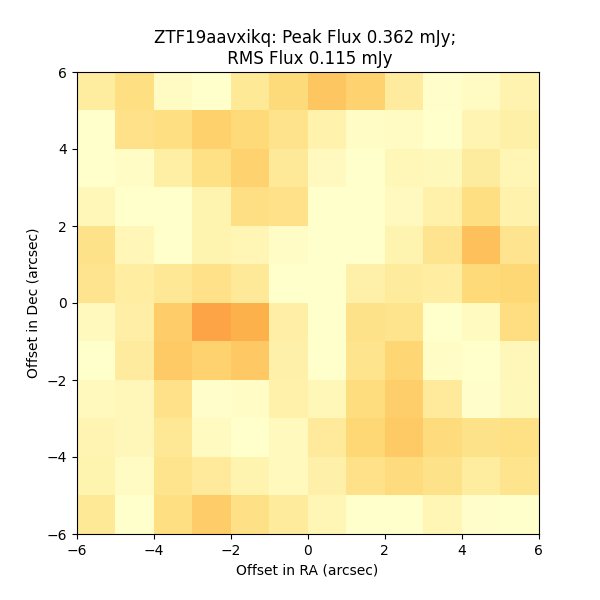 ZTF19aavxikq: Peak Flux 0.362 mJy;
RMS Flux 0.115 mJy
6
4
2
0
−2
−4
−6
Offset in Dec (arcsec)
−6 −4 −2 0 2 4 6
Offset in RA (arcsec)